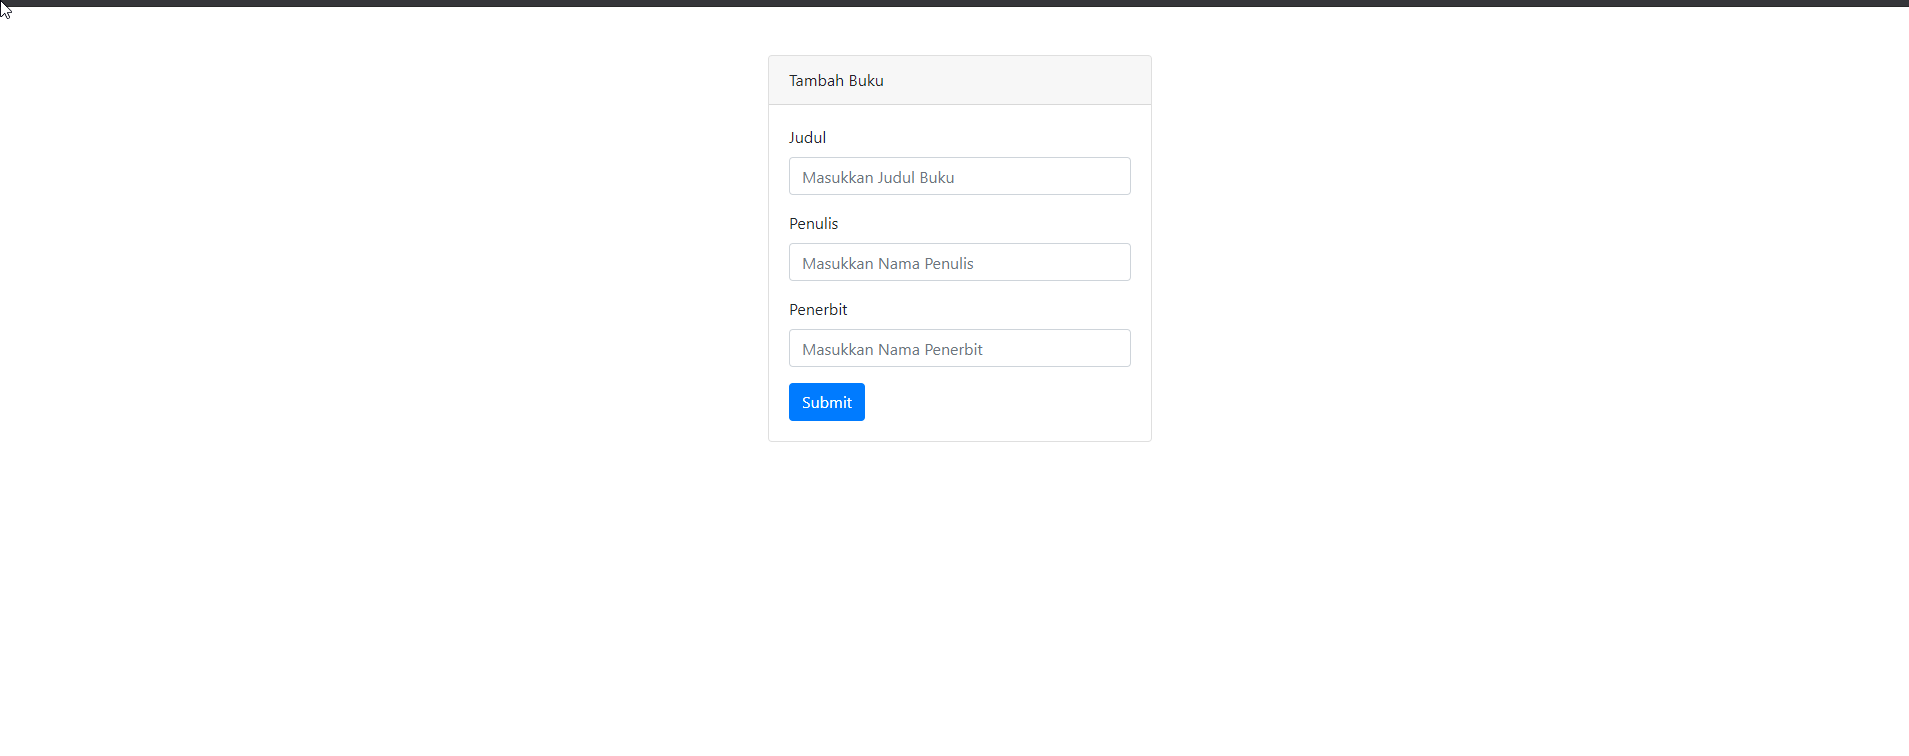 Tambah Buku
Judul
Masukkan Judul Buku
Penulis
Masukkan Nama Penulis
Penerbit
Masukkan Nama Penerbit
Submit